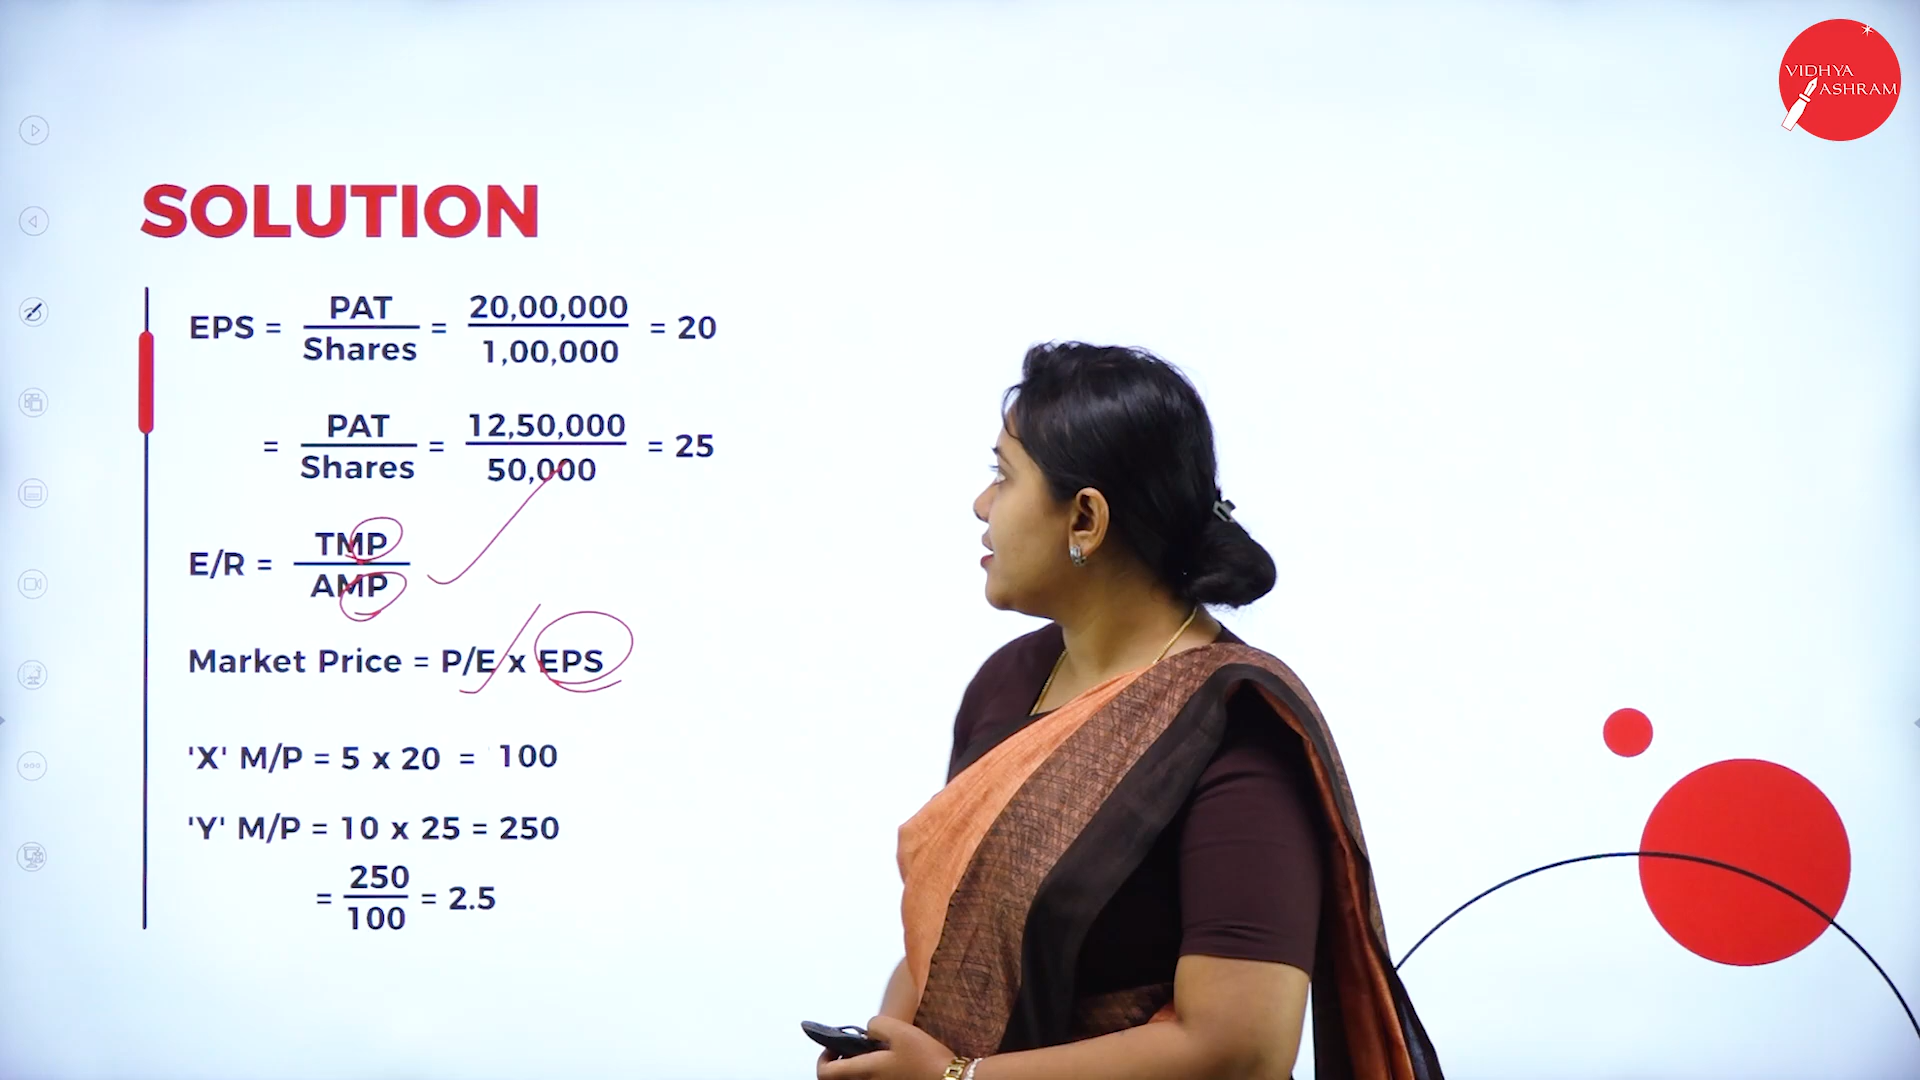 VIDHYA
ASHRAM
SOLUTION
EPS = PAT / Shares = 20,00,000 / 1,00,000 = 20
= PAT / Shares = 12,50,000 / 50,000 = 25
E/R = TMP / AMP
Market Price = P/E x EPS
'X' M/P = 5 x 20 = 100
'Y' M/P = 10 x 25 = 250
= 250 / 100 = 2.5